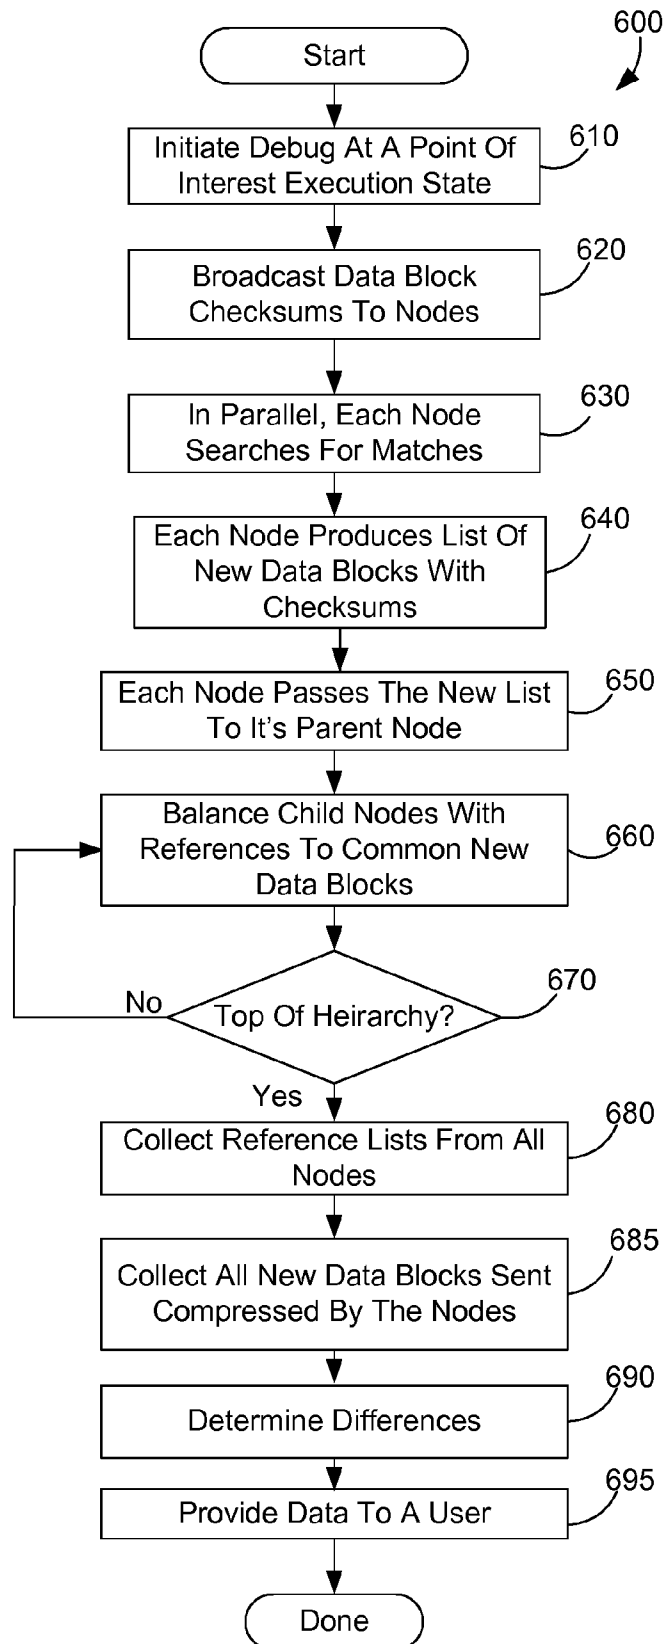 600
Start
Initiate Debug At A Point Of
Interest Execution State
610
Broadcast Data Block
Checksums To Nodes
620
In Parallel, Each Node
Searches For Matches
630
Each Node Produces List Of
New Data Blocks With
Checksums
640
Each Node Passes The New List
To It's Parent Node
650
Balance Child Nodes With
References To Common New
Data Blocks
660
Top Of Heirarchy?
670
No
Yes
Collect Reference Lists From All
Nodes
680
Collect All New Data Blocks Sent
Compressed By The Nodes
685
Determine Differences
690
Provide Data To A User
695
Done